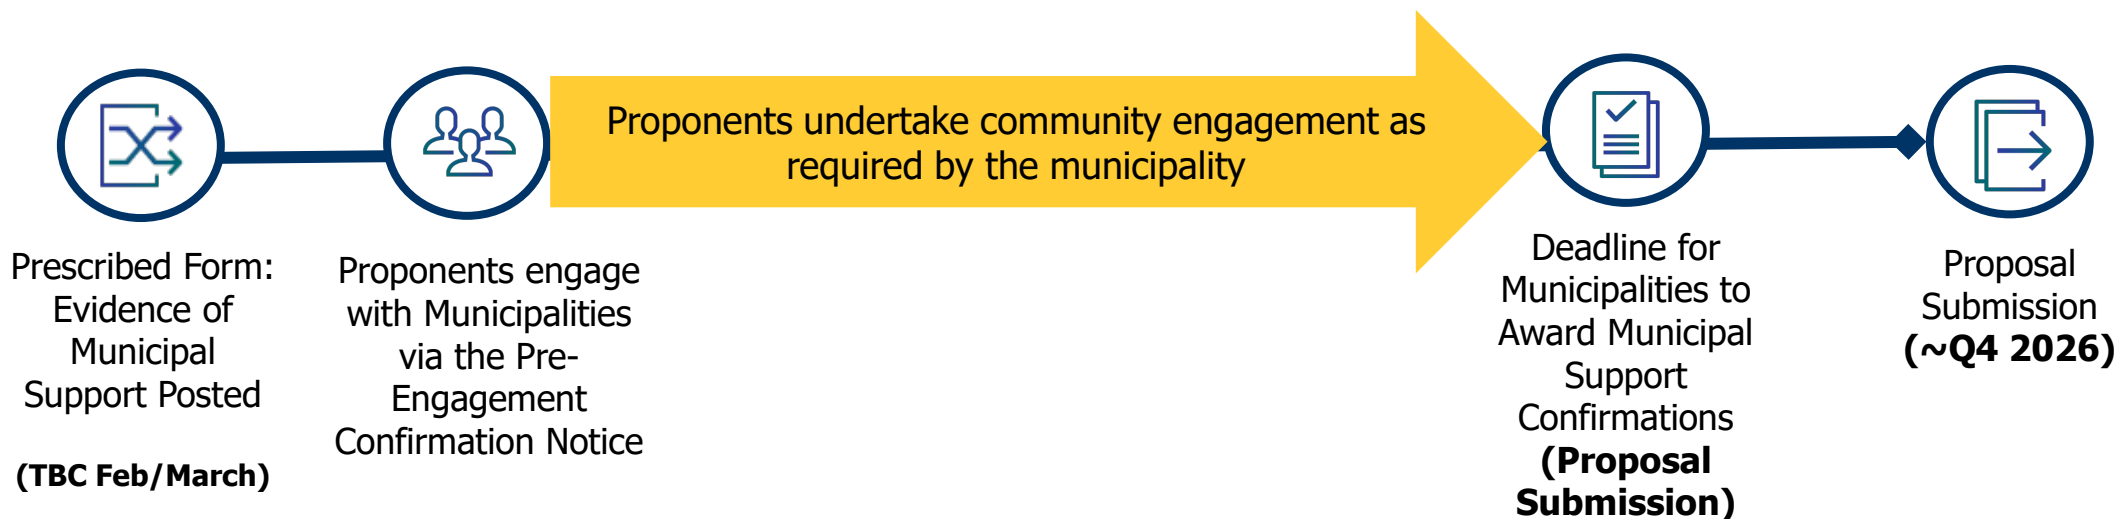 Prescribed Form:
Evidence of
Municipal
Support Posted
(TBC Feb/March)
Proponents engage
with Municipalities
via the Pre-
Engagement
Confirmation Notice
Proponents undertake community engagement as
required by the municipality
Deadline for
Municipalities to
Award Municipal
Support
Confirmations
(Proposal
Submission)
Proposal
Submission
(~Q4 2026)